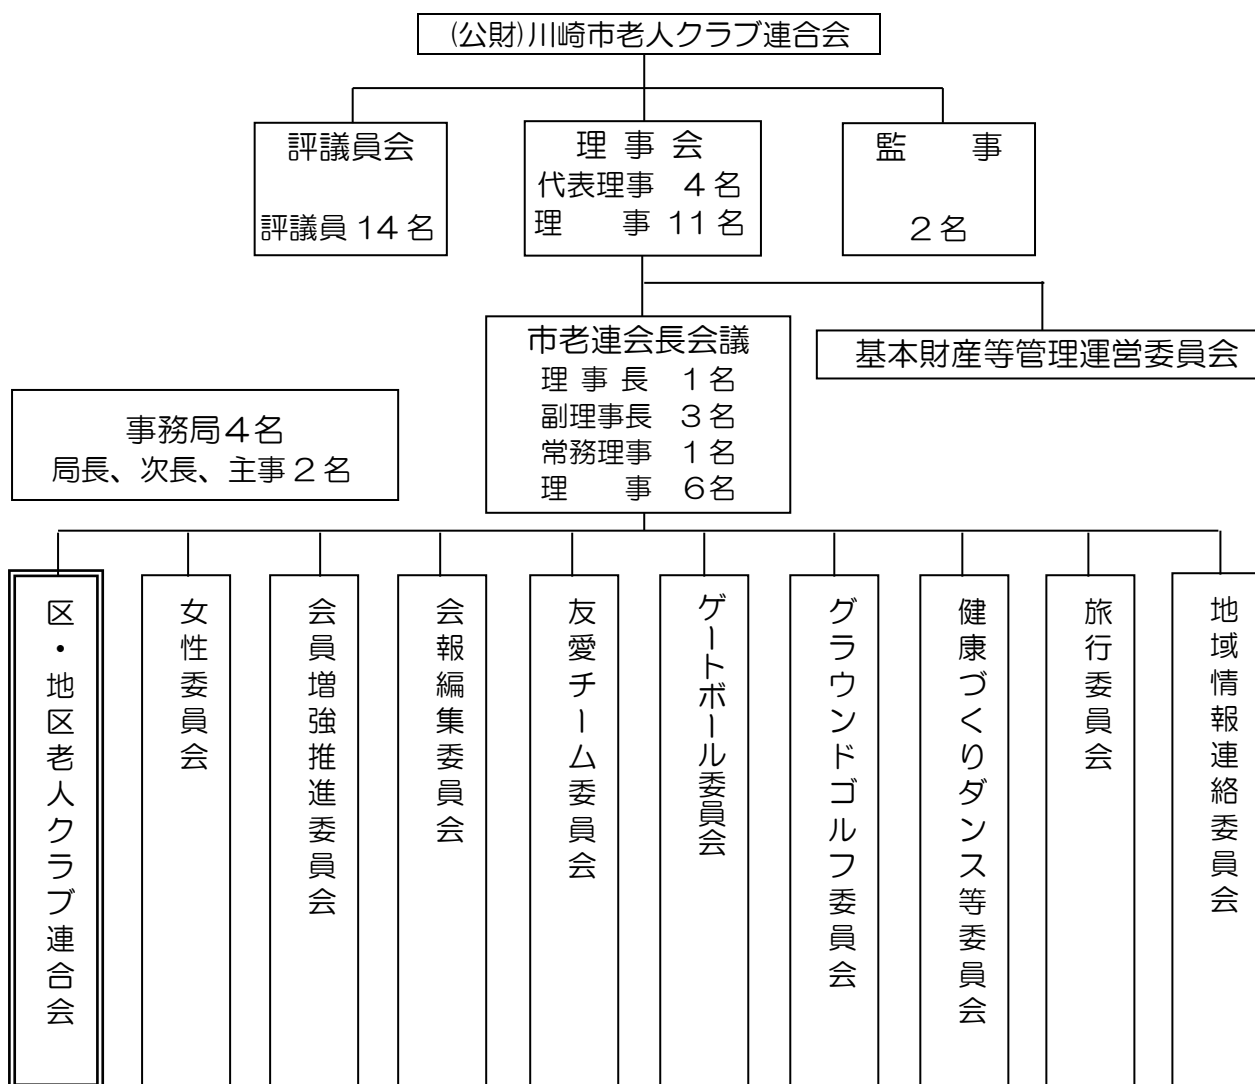 (公財)川崎市老人クラブ連合会
評議員会
評議員 14 名
理 事 会
代表理事 4 名
理 事 11 名
監 事
2 名
市老連会長会議
理 事 長 1 名
副理事長 3 名
常務理事 1 名
理 事 6名
基本財産等管理運営委員会
事務局4名
局長、次長、主事 2 名
区・地区老人クラブ連合会
女性委員会
会員増強推進委員会
会報編集委員会
友愛チーム委員会
ゲートボール委員会
グラウンドゴルフ委員会
健康づくりダンス等委員会
旅行委員会
地域情報連絡委員会